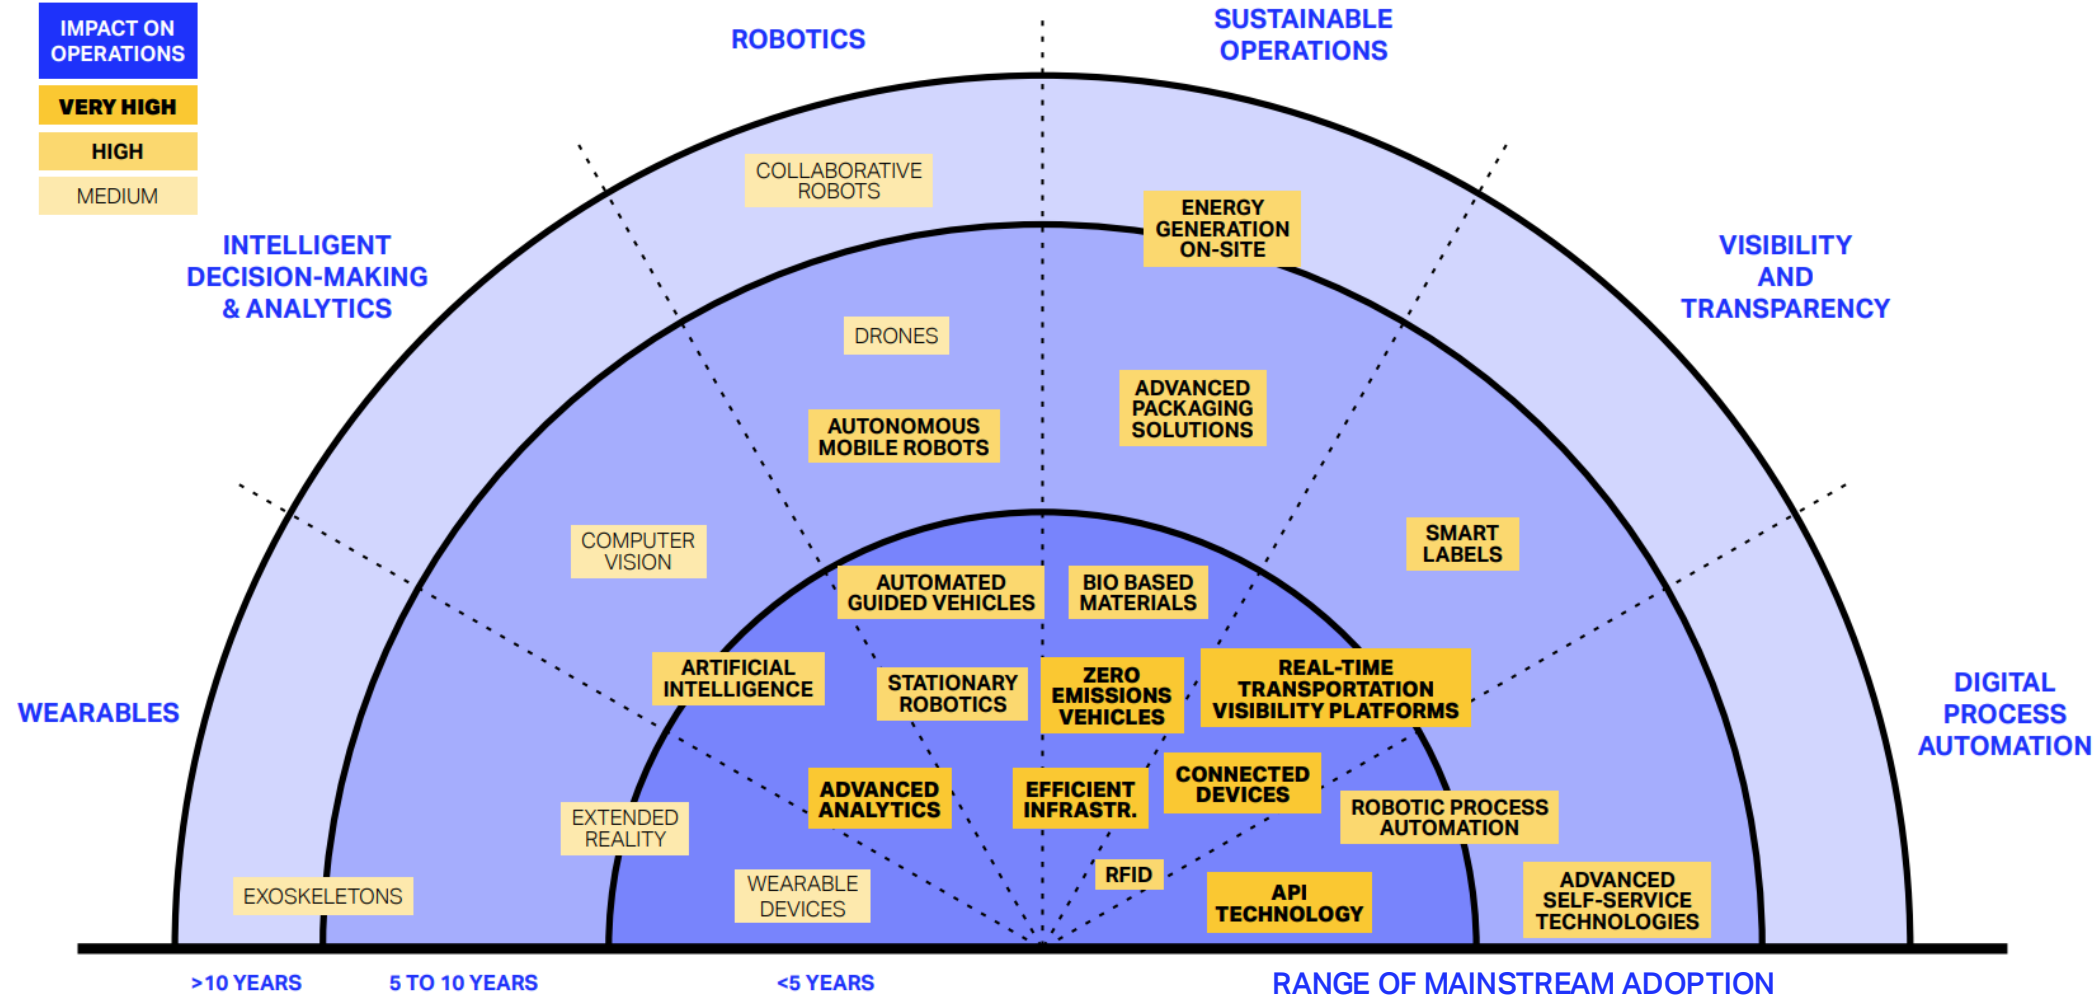 IMPACT ON
OPERATIONS
VERY HIGH
HIGH
MEDIUM
ROBOTICS
SUSTAINABLE
OPERATIONS
INTELLIGENT
DECISION-MAKING
& ANALYTICS
VISIBILITY
AND
TRANSPARENCY
WEARABLES
DIGITAL
PROCESS
AUTOMATION
COLLABORATIVE
ROBOTS
ENERGY
GENERATION
ON-SITE
DRONES
ADVANCED
PACKAGING
SOLUTIONS
AUTONOMOUS
MOBILE ROBOTS
COMPUTER
VISION
SMART
LABELS
AUTOMATED
GUIDED VEHICLES
BIO BASED
MATERIALS
ARTIFICIAL
INTELLIGENCE
STATIONARY
ROBOTICS
ZERO
EMISSIONS
VEHICLES
REAL-TIME
TRANSPORTATION
VISIBILITY PLATFORMS
ADVANCED
ANALYTICS
EFFICIENT
INFRASTR.
CONNECTED
DEVICES
EXTENDED
REALITY
ROBOTIC PROCESS
AUTOMATION
EXOSKELETONS
WEARABLE
DEVICES
RFID
API
TECHNOLOGY
ADVANCED
SELF-SERVICE
TECHNOLOGIES
>10 YEARS
5 TO 10 YEARS
<5 YEARS
RANGE OF MAINSTREAM ADOPTION